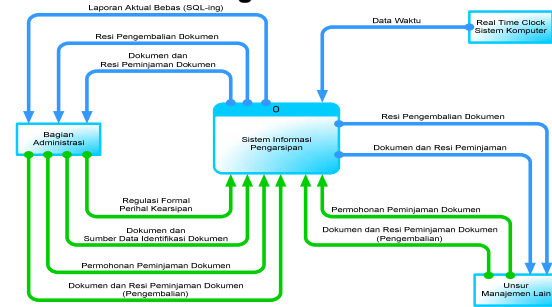 Laporan Aktual Bebas (SQL-ing)
Data Waktu
Real Time Clock
Sistem Komputer
Resi Pengembalian Dokumen
Dokumen dan
Resi Peminjaman Dokumen
O
Bagian
Administrasi
Sistem Informasi
Pengarsipan
Resi Pengembalian Dokumen
Dokumen dan Resi Peminjaman
Regulasi Formal
Perihal Kearsipan
Permohonan Peminjaman Dokumen
Dokumen dan
Sumber Data Identifikasi Dokumen
Dokumen dan Resi Peminjaman Dokumen
(Pengembalian)
Permohonan Peminjaman Dokumen
Dokumen dan Resi Peminjaman Dokumen
(Pengembalian)
Unsur
Manajemen Lain